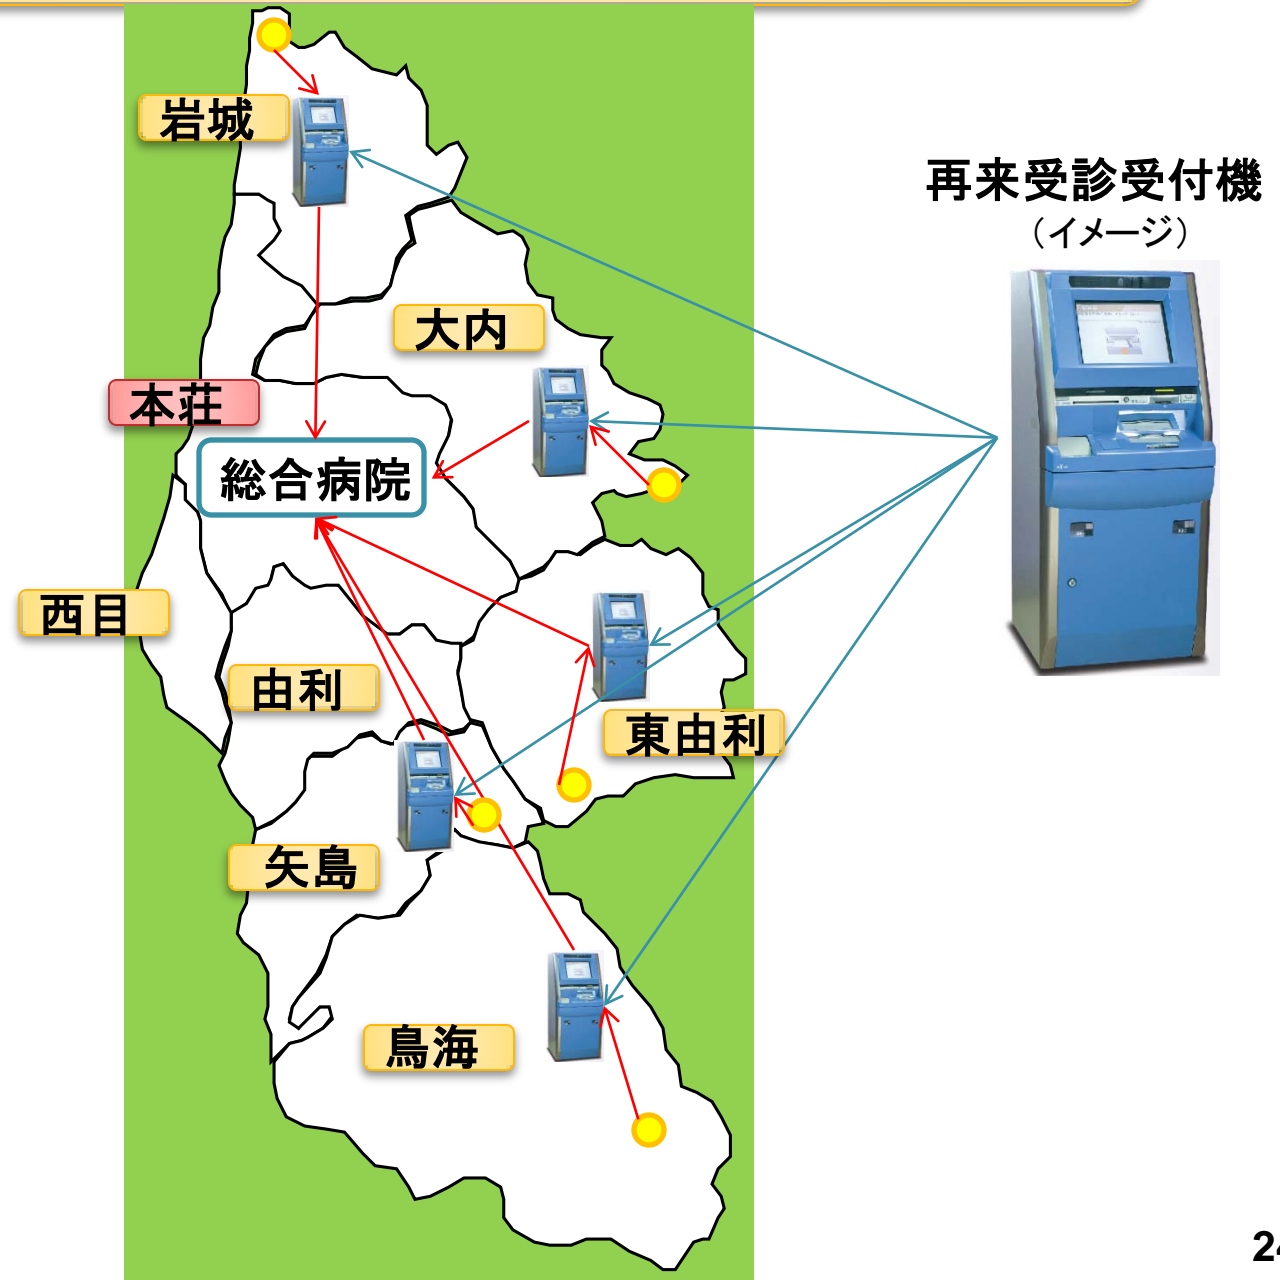 岩城
再来受診受付機
（イメージ）
大内
本荘
総合病院
西目
由利
東由利
矢島
鳥海